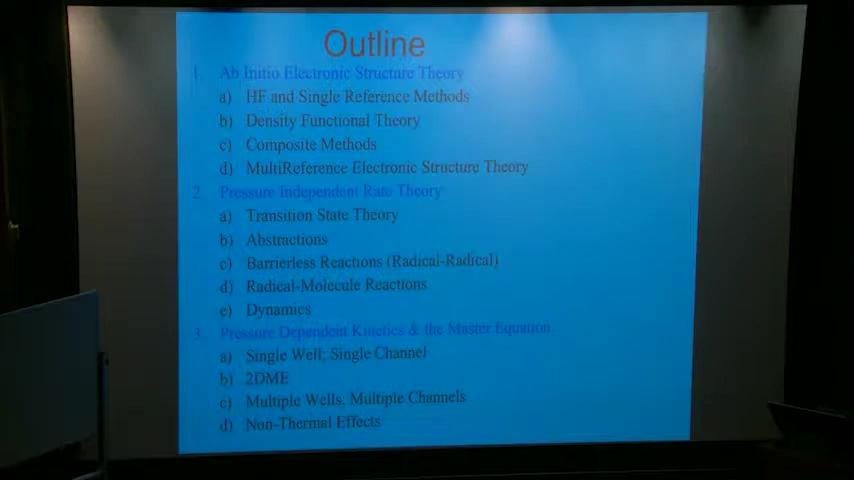 Outline
1. Ab Initio Electronic Structure Theory
a) HF and Single Reference Methods
b) Density Functional Theory
c) Composite Methods
d) MultiReference Electronic Structure Theory
2. Pressure Independent Rate Theory
a) Transition State Theory
b) Abstractions
c) Barrierless Reactions (Radical-Radical)
d) Radical-Molecule Reactions
e) Dynamics
3. Pressure Dependent Kinetics & the Master Equation
a) Single Well; Single Channel
b) 2DME
c) Multiple Wells, Multiple Channels
d) Non-Thermal Effects